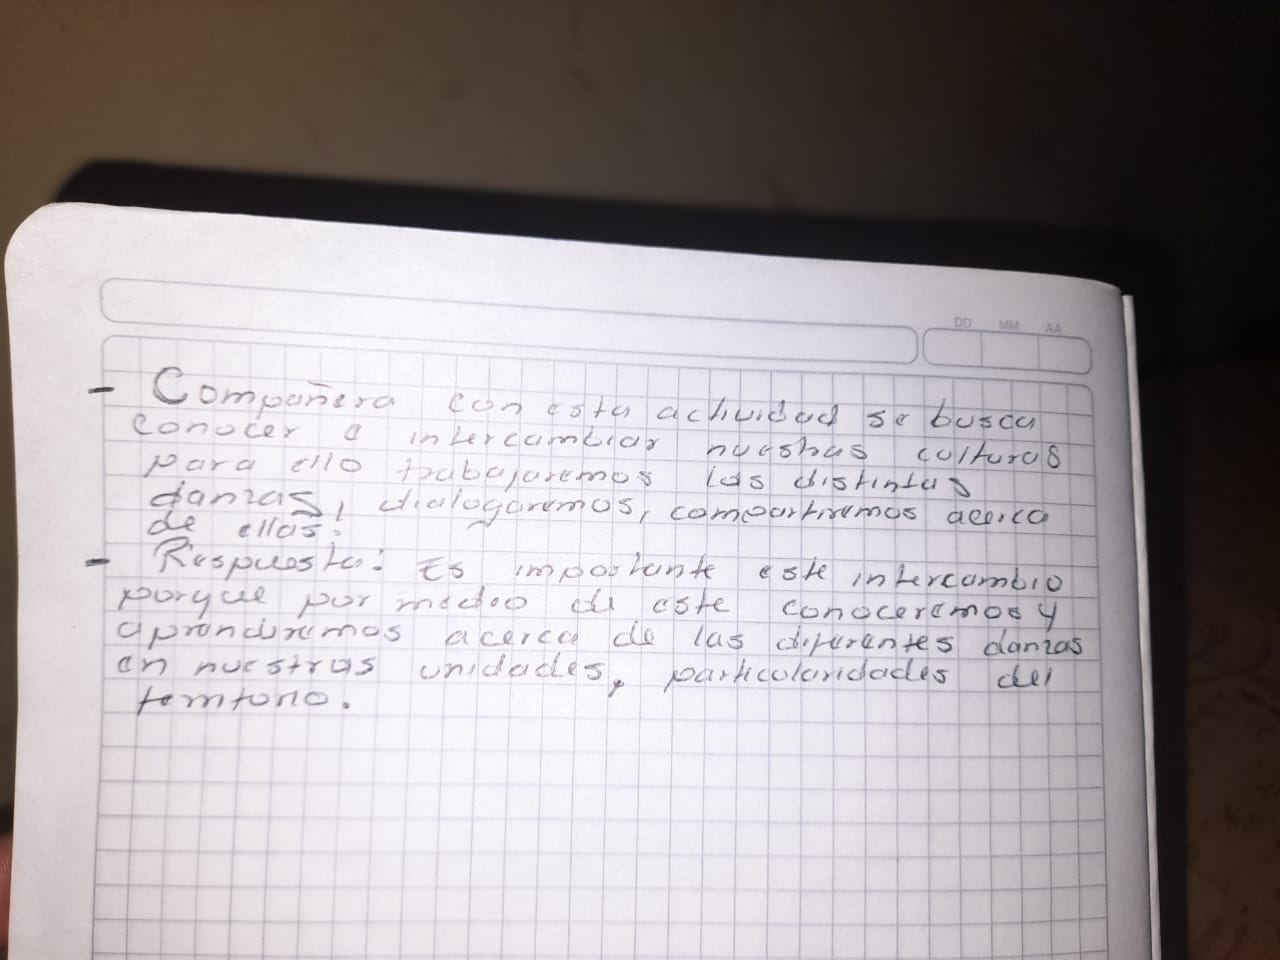 DD MM AA
- Compañera con esta actividad se busca
conocer e intercambiar nuestras culturas
para ello trabajaremos las distintas
danzas, dialogaremos, compartiremos acerca
de ellas.
- Respuesta: Es importante este intercambio
porque por medio de este conoceremos y
aprendiremos acerca de las diferentes danzas
en nuestras unidades, particularidades del
territorio.